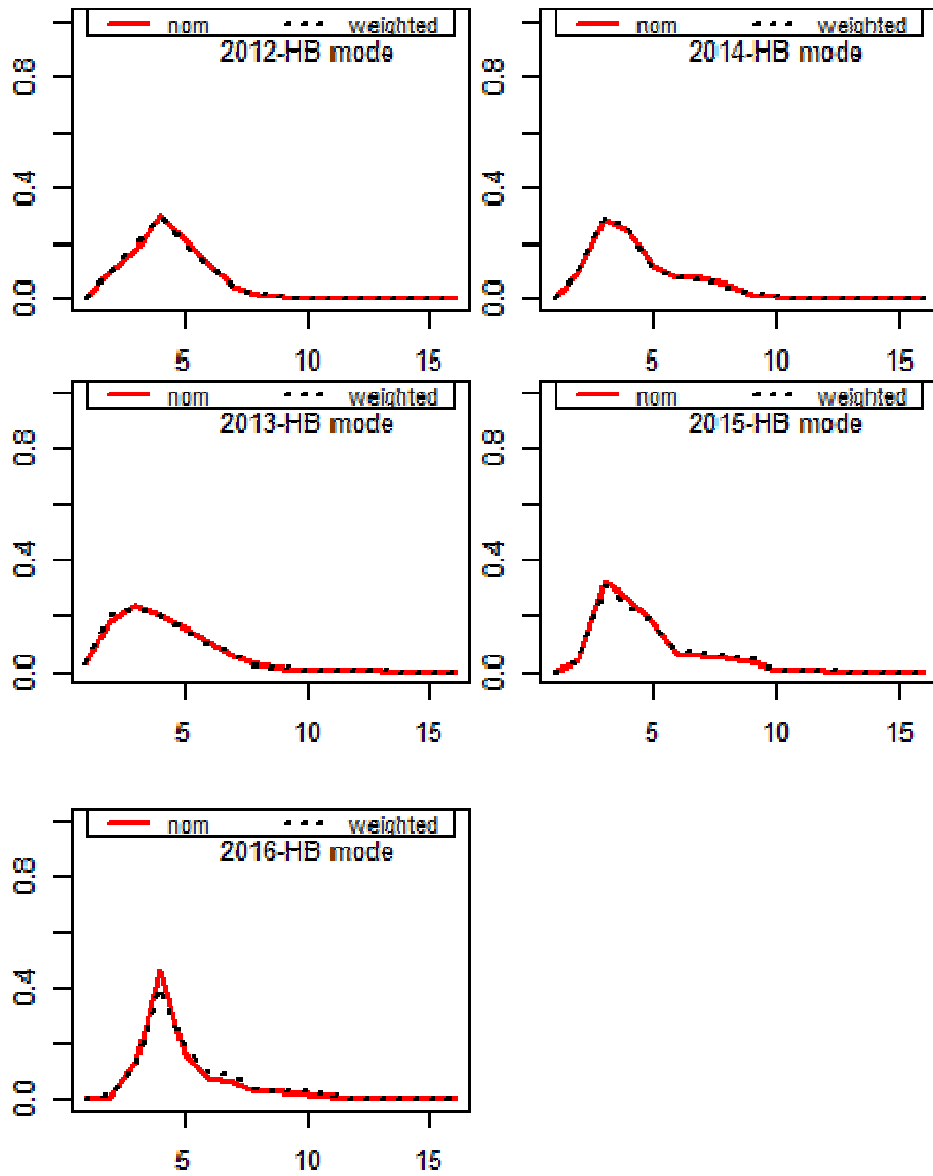 nom weighted
2012-HB mode
0.0 0.4 0.8
5 10 15
nom weighted
2014-HB mode
0.0 0.4 0.8
5 10 15
nom weighted
2013-HB mode
0.0 0.4 0.8
5 10 15
nom weighted
2015-HB mode
0.0 0.4 0.8
5 10 15
nom weighted
2016-HB mode
0.0 0.4 0.8
5 10 15